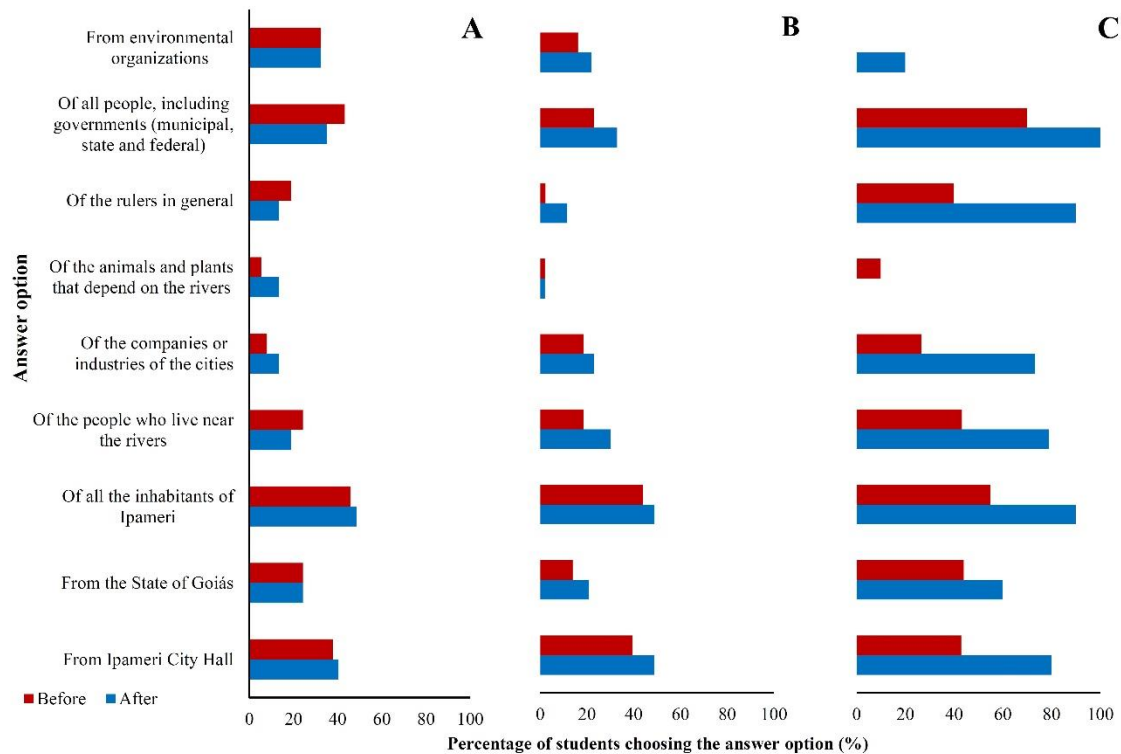 A
B
C
Answer option
From environmental
organizations
Of all people, including
governments (municipal,
state and federal)
Of the rulers in general
Of the animals and plants
that depend on the rivers
Of the companies or
industries of the cities
Of the people who live near
the rivers
Of all the inhabitants of
Ipameri
From the State of Goiás
From Ipameri City Hall
Before After
0 20 40 60 80 100
0 20 40 60 80 100
0 20 40 60 80 100
Percentage of students choosing the answer option (%)